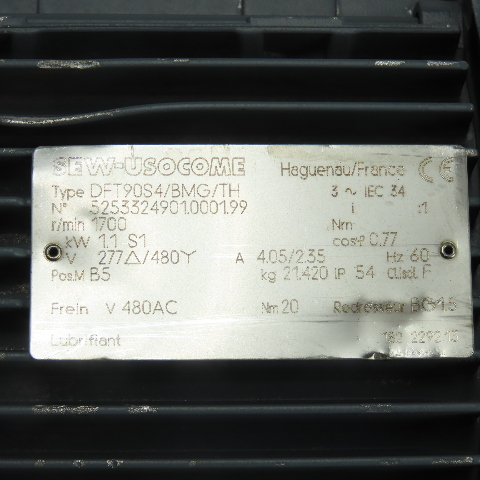 SEW-USOCOME Haguenau/France CE
Type DFT90S4/BMG/TH 3 ~ IEC 34
N° 5253324901.0001.99 i :1
r/min 1700 Nm
kW 1.1 S1 cosφ 0.77
V 277△/480Y A 4.05/2.35 Hz 60
Pos.M B5 kg 21.420 IP 54 Cl.isol. F
Frein V 480AC Nm 20 Redresseur BG1.5
Lubrifiant 182